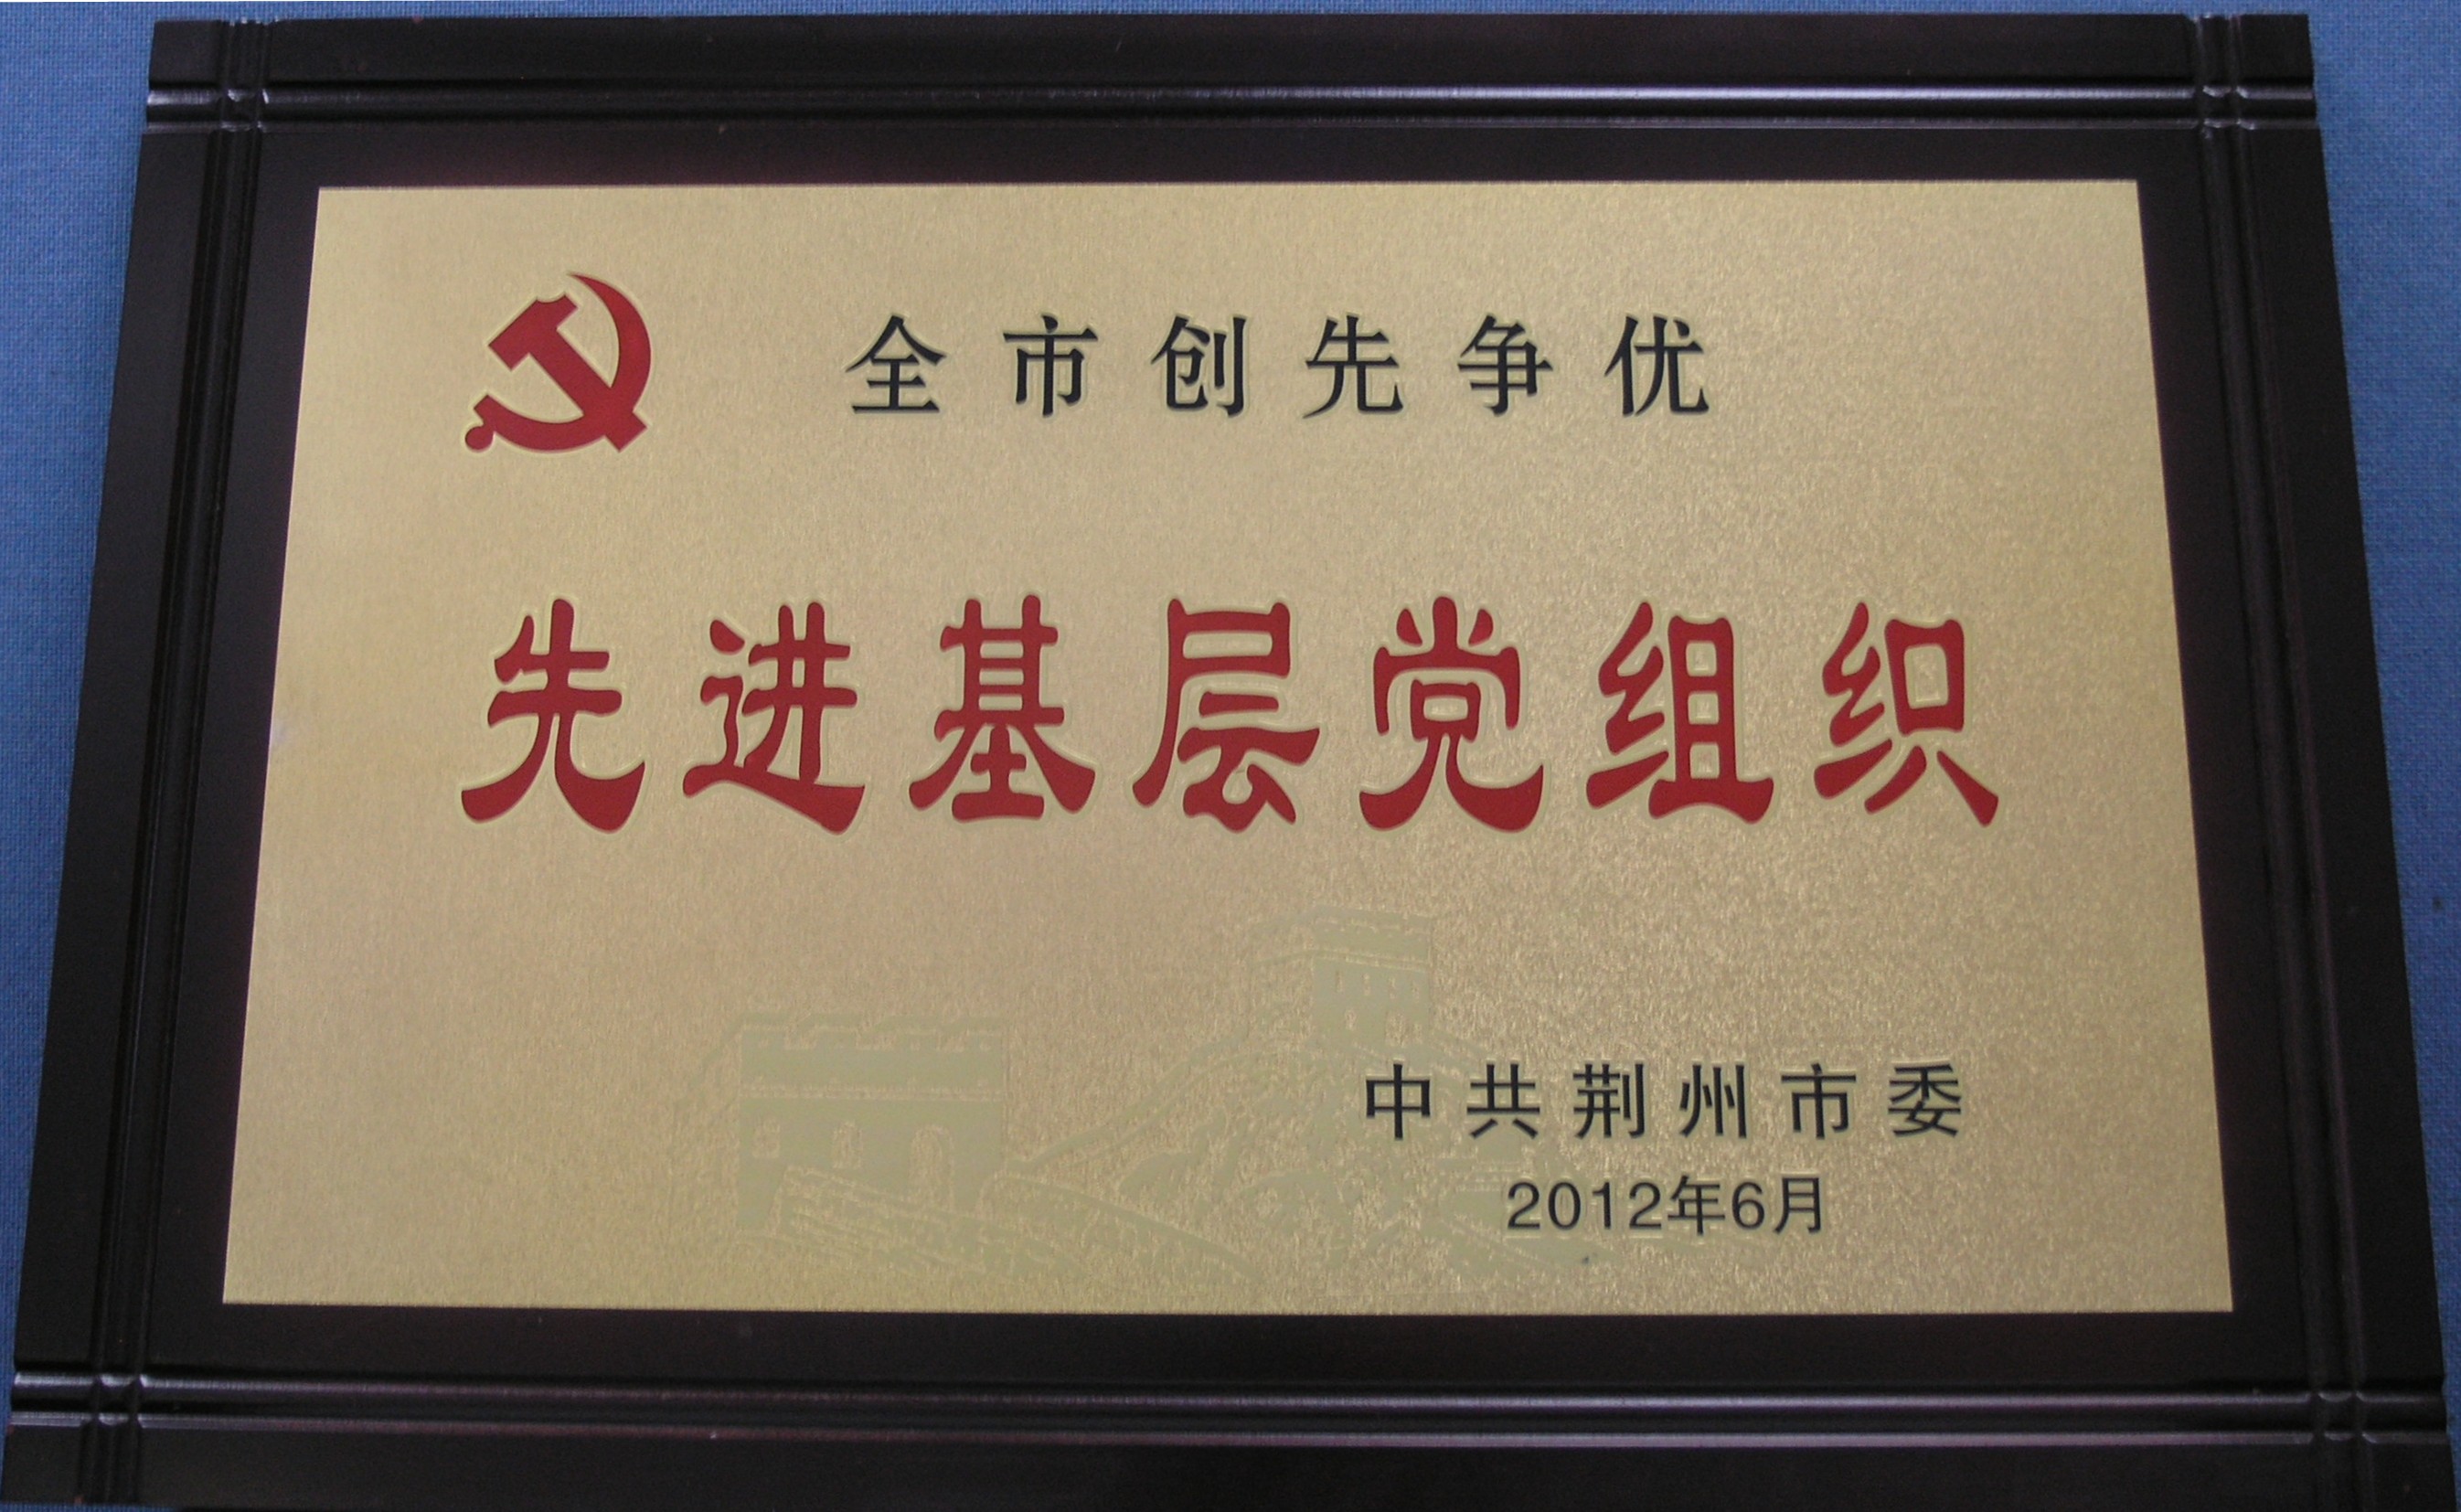 全市创先争优
先进基层党组织
中共荆州市委
2012年6月